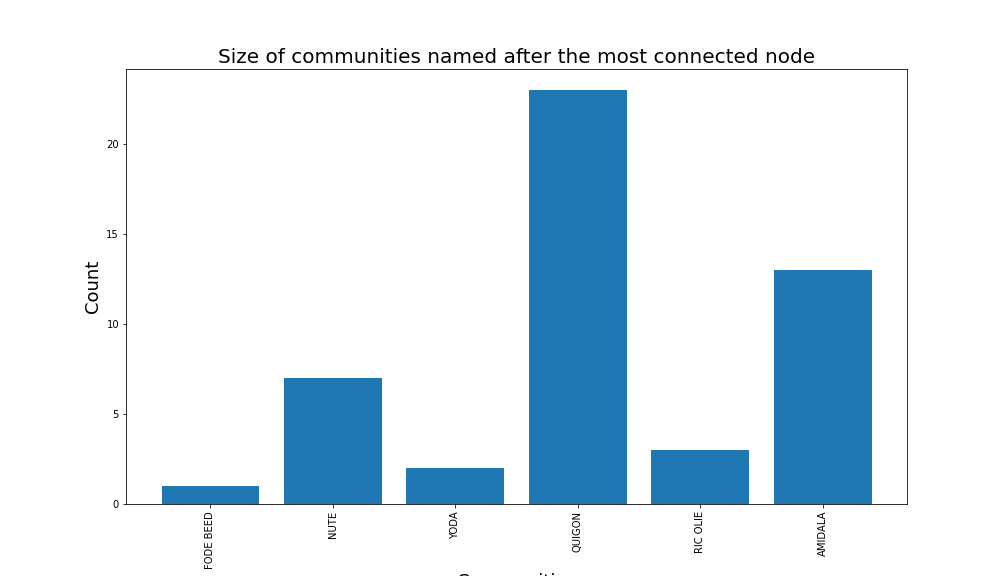 Size of communities named after the most connected node
Count
20
15
10
5
0
FODE BEED
NUTE
YODA
QUIGON
RIC OLIE
AMIDALA